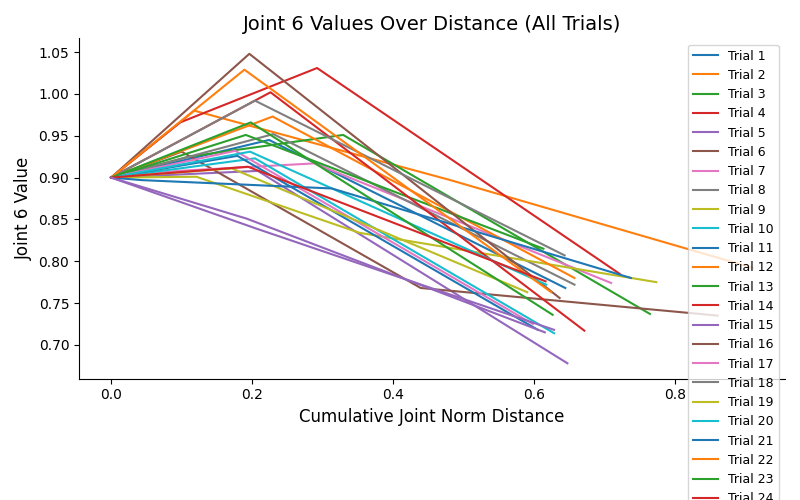 Joint 6 Values Over Distance (All Trials)
Joint 6 Value
1.05
1.00
0.95
0.90
0.85
0.80
0.75
0.70
0.0
0.2
0.4
0.6
0.8
Cumulative Joint Norm Distance
Trial 1
Trial 2
Trial 3
Trial 4
Trial 5
Trial 6
Trial 7
Trial 8
Trial 9
Trial 10
Trial 11
Trial 12
Trial 13
Trial 14
Trial 15
Trial 16
Trial 17
Trial 18
Trial 19
Trial 20
Trial 21
Trial 22
Trial 23
Trial 24